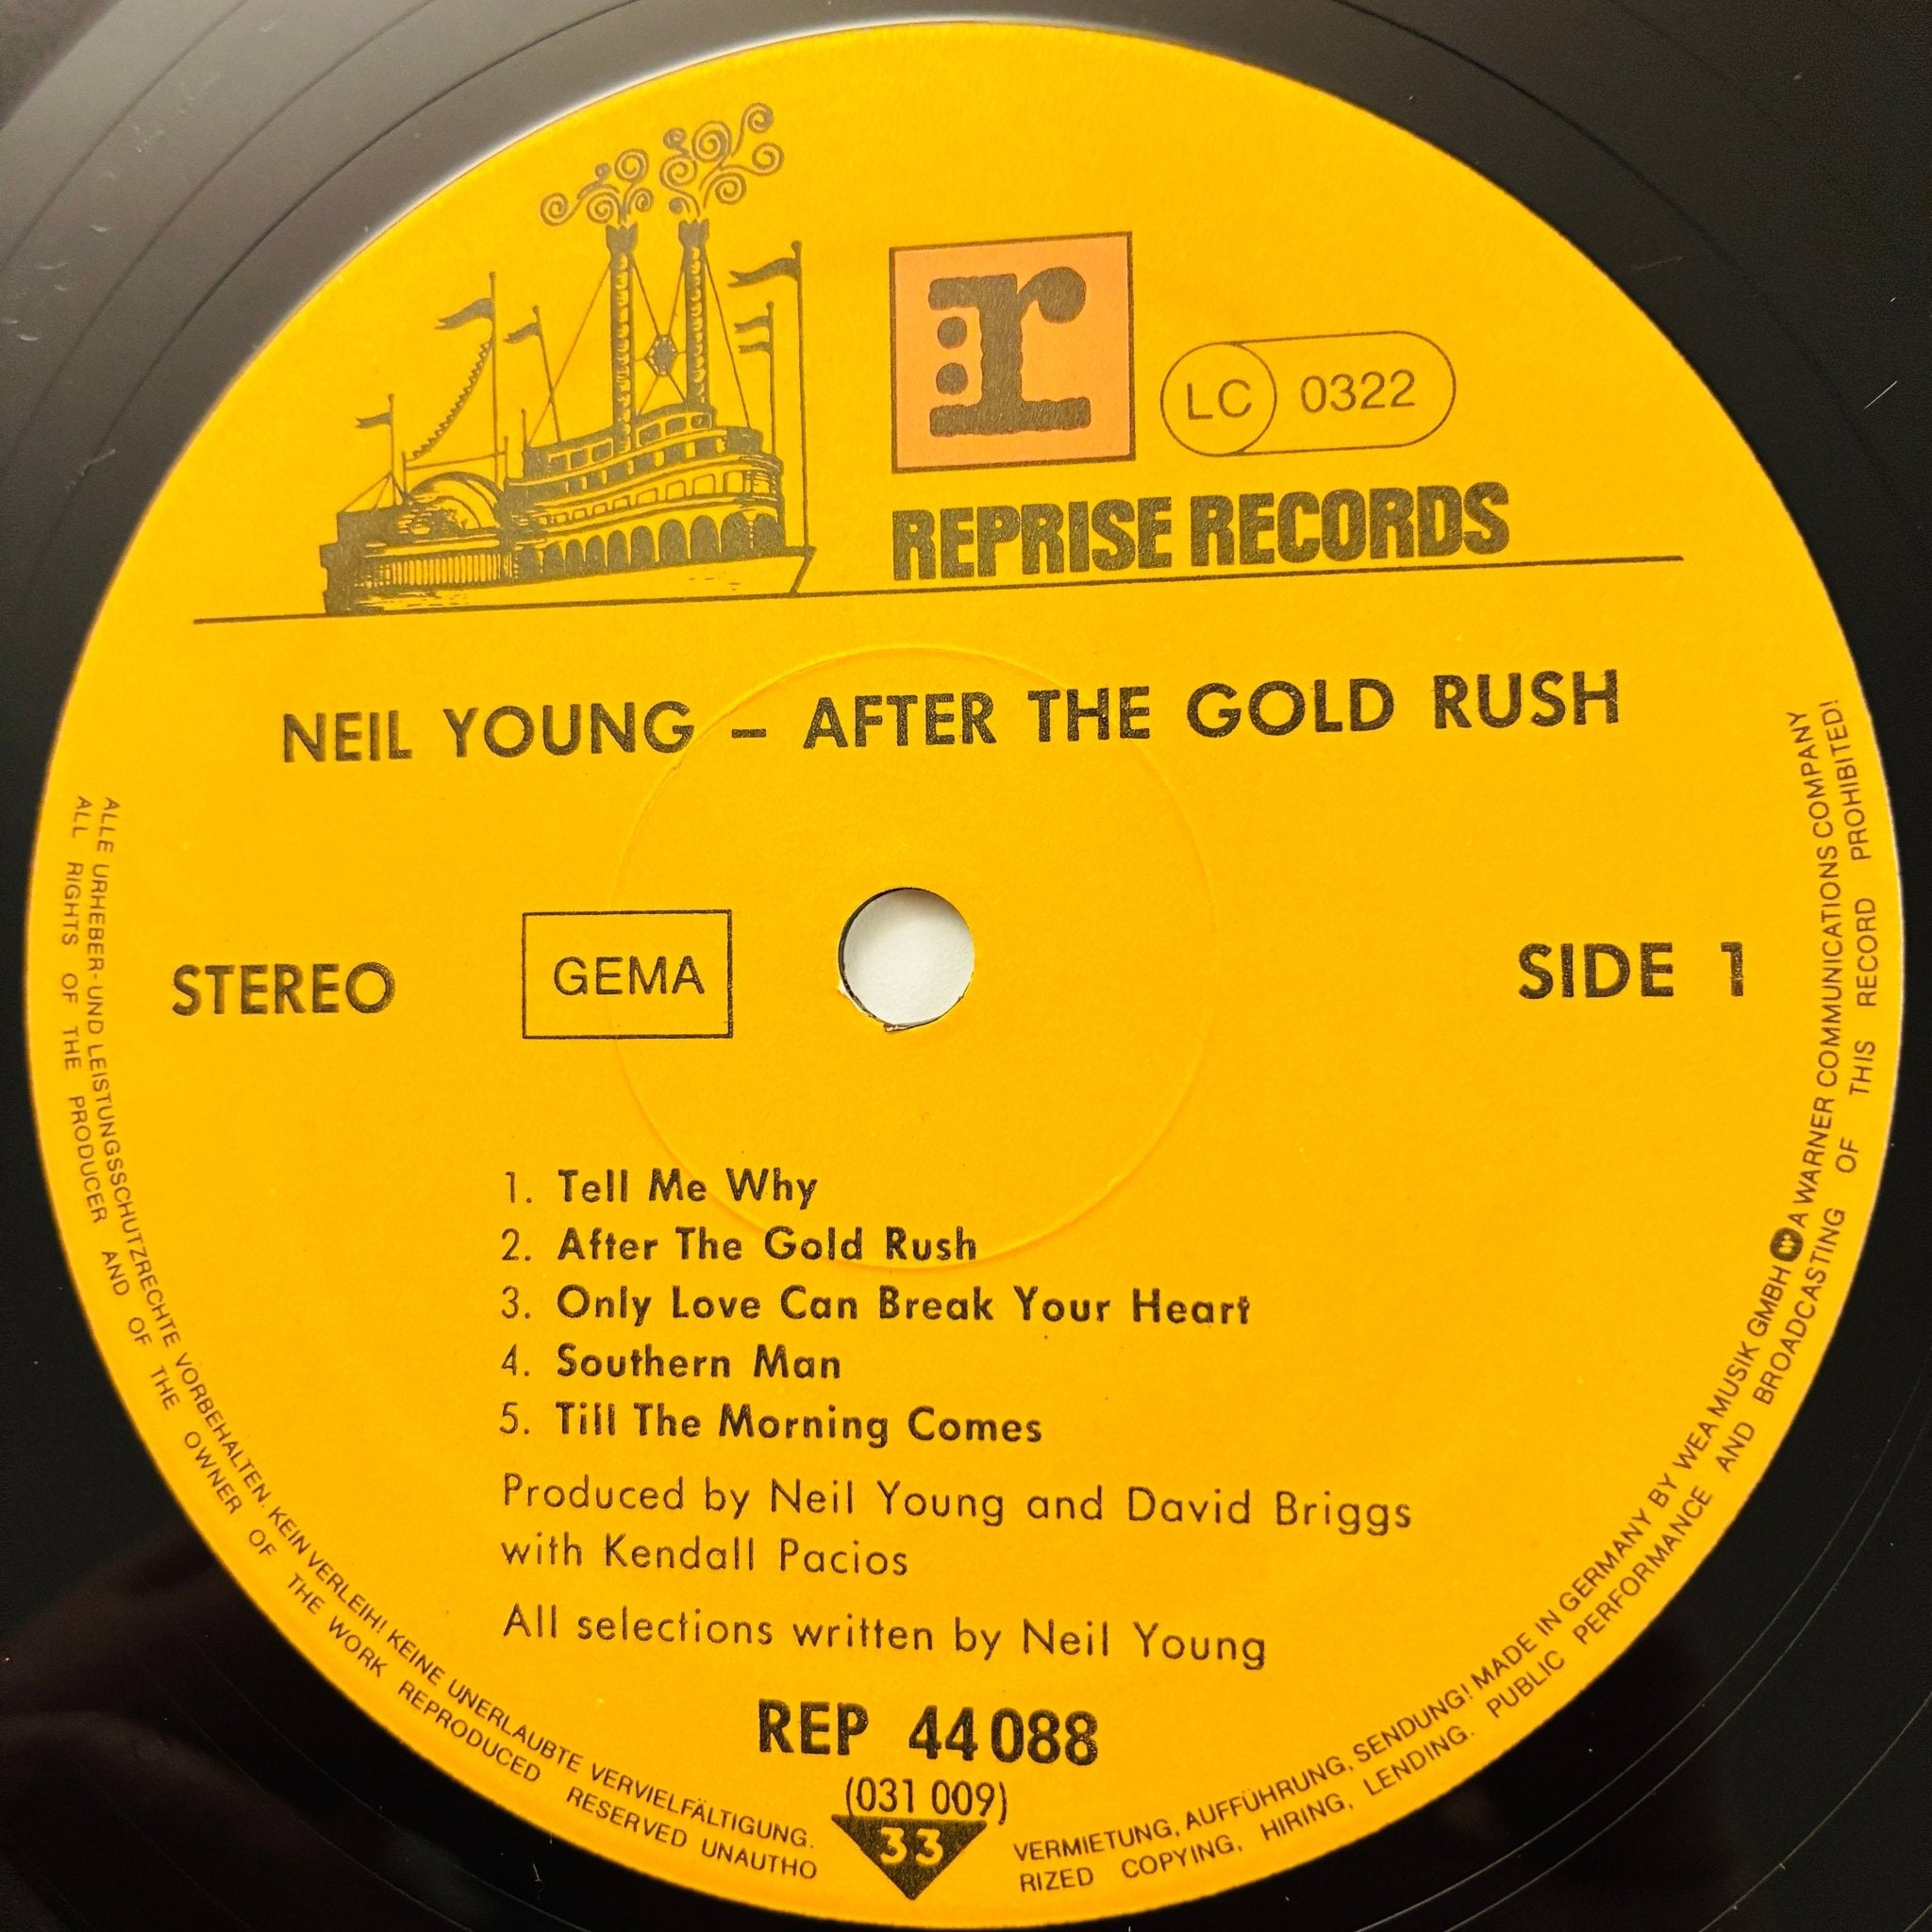 r
LC 0322
REPRISE RECORDS
NEIL YOUNG – AFTER THE GOLD RUSH
STEREO
GEMA
SIDE 1
1. Tell Me Why
2. After The Gold Rush
3. Only Love Can Break Your Heart
4. Southern Man
5. Till The Morning Comes
Produced by Neil Young and David Briggs
with Kendall Pacios
All selections written by Neil Young
REP 44 088
(031 009)
33
ALLE URHEBER- UND LEISTUNGSSCHUTZRECHTE VORBEHALTEN. KEIN VERLEIH! KEINE UNERLAUBTE VERVIELFÄLTIGUNG. VERMIETUNG, AUFFÜHRUNG, SENDUNG! MADE IN GERMANY BY WEA MUSIK GMBH A WARNER COMMUNICATIONS COMPANY
ALL RIGHTS OF THE PRODUCER AND OF THE OWNER OF THE WORK REPRODUCED RESERVED UNAUTHO RIZED COPYING, HIRING, LENDING. PUBLIC PERFORMANCE AND BROADCASTING OF THIS RECORD PROHIBITED!